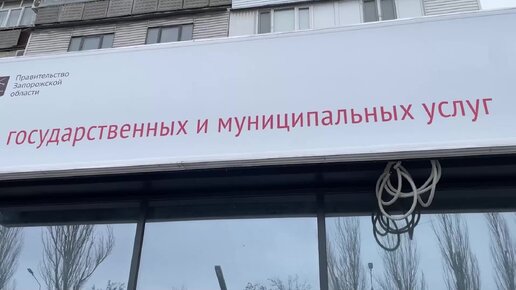 Правительство
Запорожской
области
государственных и муниципальных услуг